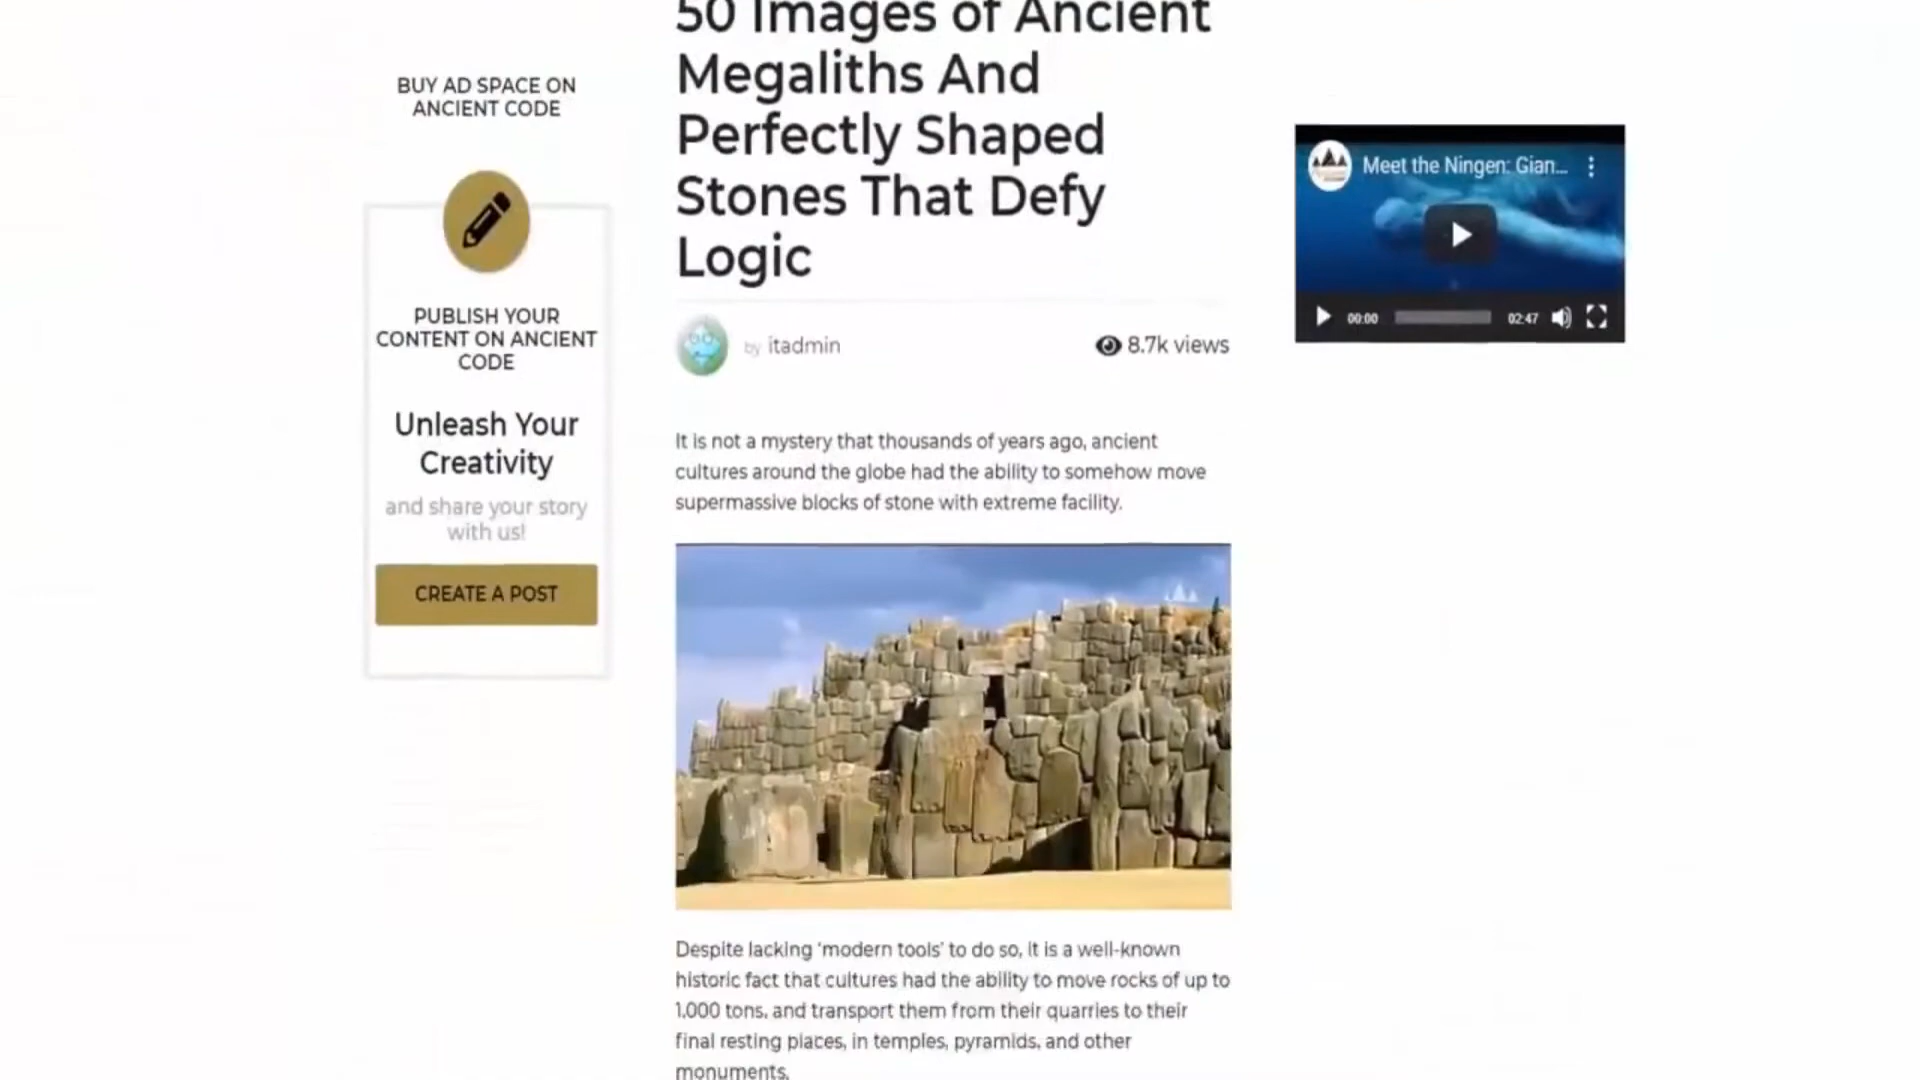 BUY AD SPACE ON
ANCIENT CODE
PUBLISH YOUR
CONTENT ON ANCIENT
CODE
Unleash Your
Creativity
and share your story
with us!
CREATE A POST
50 Images of Ancient
Megaliths And
Perfectly Shaped
Stones That Defy
Logic
by itadmin
8.7k views
It is not a mystery that thousands of years ago, ancient
cultures around the globe had the ability to somehow move
supermassive blocks of stone with extreme facility.
Despite lacking ‘modern tools’ to do so, it is a well-known
historic fact that cultures had the ability to move rocks of up to
1,000 tons, and transport them from their quarries to their
final resting places, in temples, pyramids, and other
monuments.
Meet the Ningen: Gian...
00:00
02:47